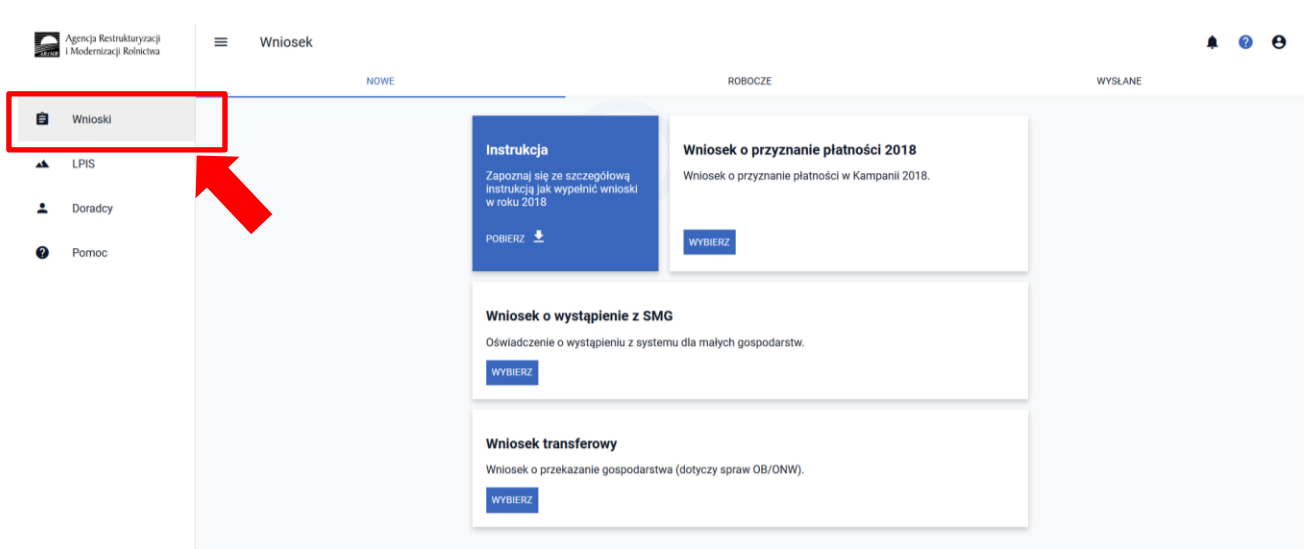 Agencja Restrukturyzacji
i Modernizacji Rolnictwa
Wniosek
NOWE
ROBOCZE
WYSŁANE
Wnioski
LPIS
Doradcy
Pomoc
Instrukcja
Zapoznaj się ze szczegółową
instrukcją jak wypełnić wnioski
w roku 2018
POBIERZ
Wniosek o przyznanie płatności 2018
Wniosek o przyznanie płatności w Kampanii 2018.
WYBIERZ
Wniosek o wystąpienie z SMG
Oświadczenie o wystąpieniu z systemu dla małych gospodarstw.
WYBIERZ
Wniosek transferowy
Wniosek o przekazanie gospodarstwa (dotyczy spraw OB/ONW).
WYBIERZ